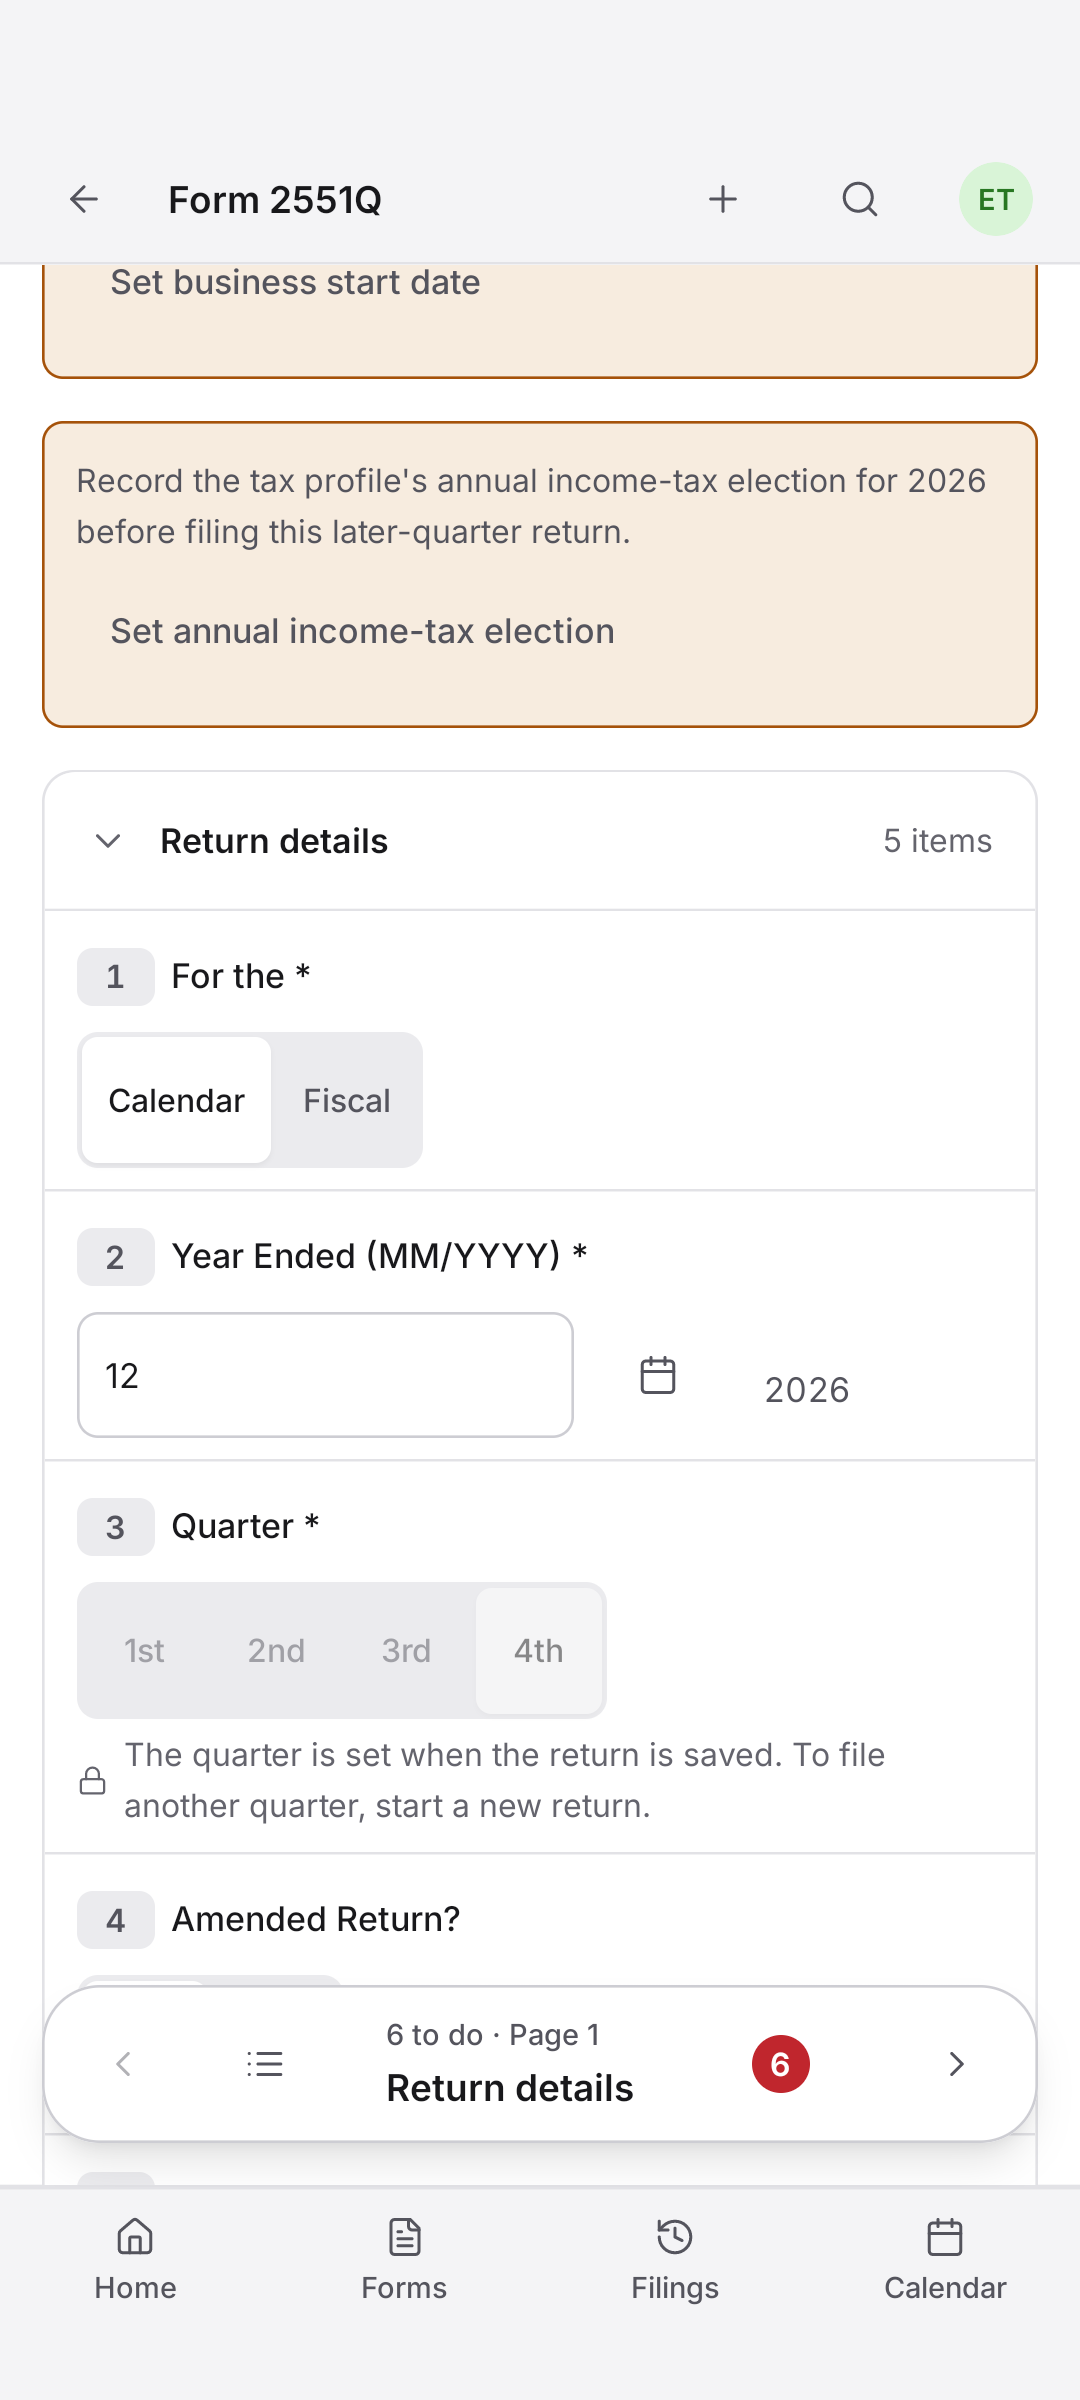 Form 2551Q
ET
Set business start date
Record the tax profile's annual income-tax election for 2026
before filing this later-quarter return.
Set annual income-tax election
Return details
5 items
1 For the *
Calendar Fiscal
2 Year Ended (MM/YYYY) *
12
2026
3 Quarter *
1st 2nd 3rd 4th
The quarter is set when the return is saved. To file
another quarter, start a new return.
4 Amended Return?
6 to do · Page 1
Return details
6
Home Forms Filings Calendar